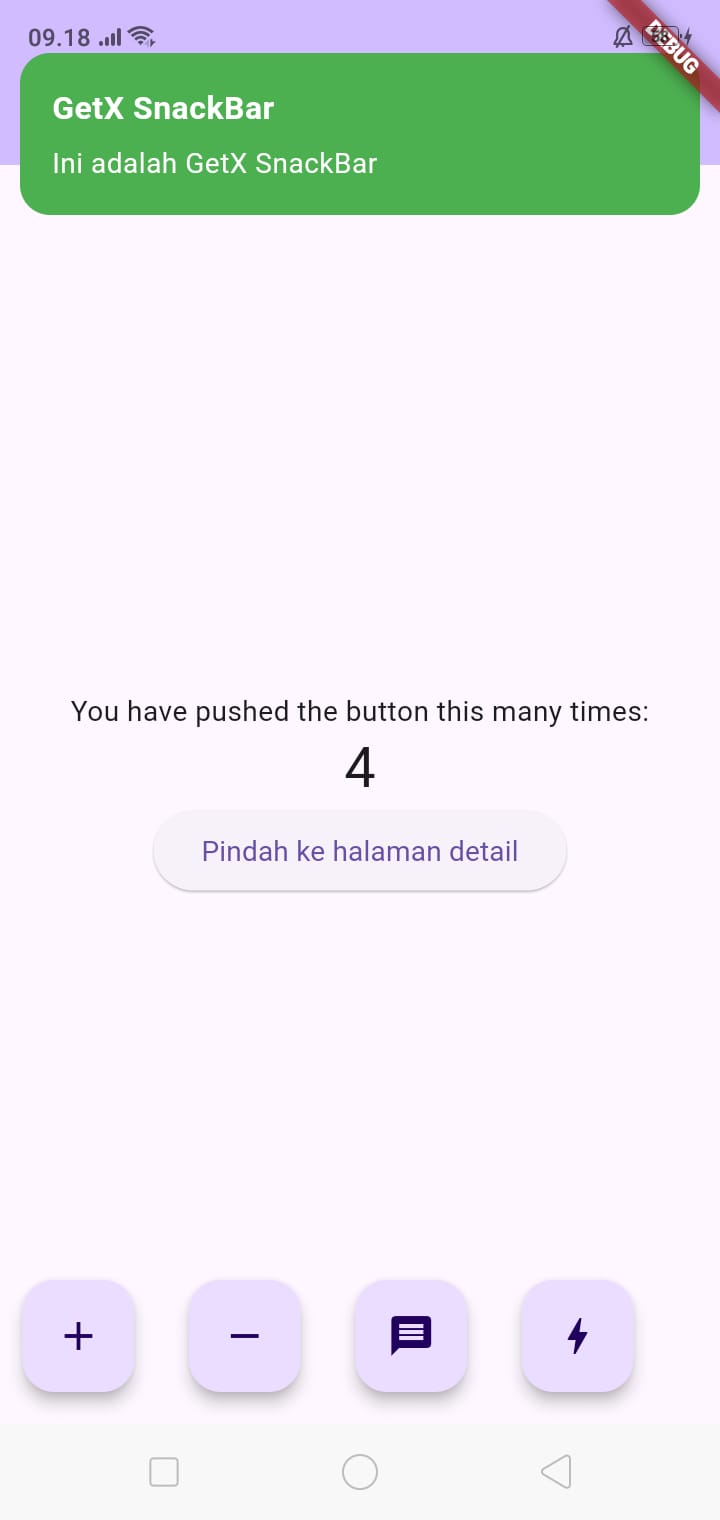 09.18
DEBUG
GetX SnackBar
Ini adalah GetX SnackBar
You have pushed the button this many times:
4
Pindah ke halaman detail